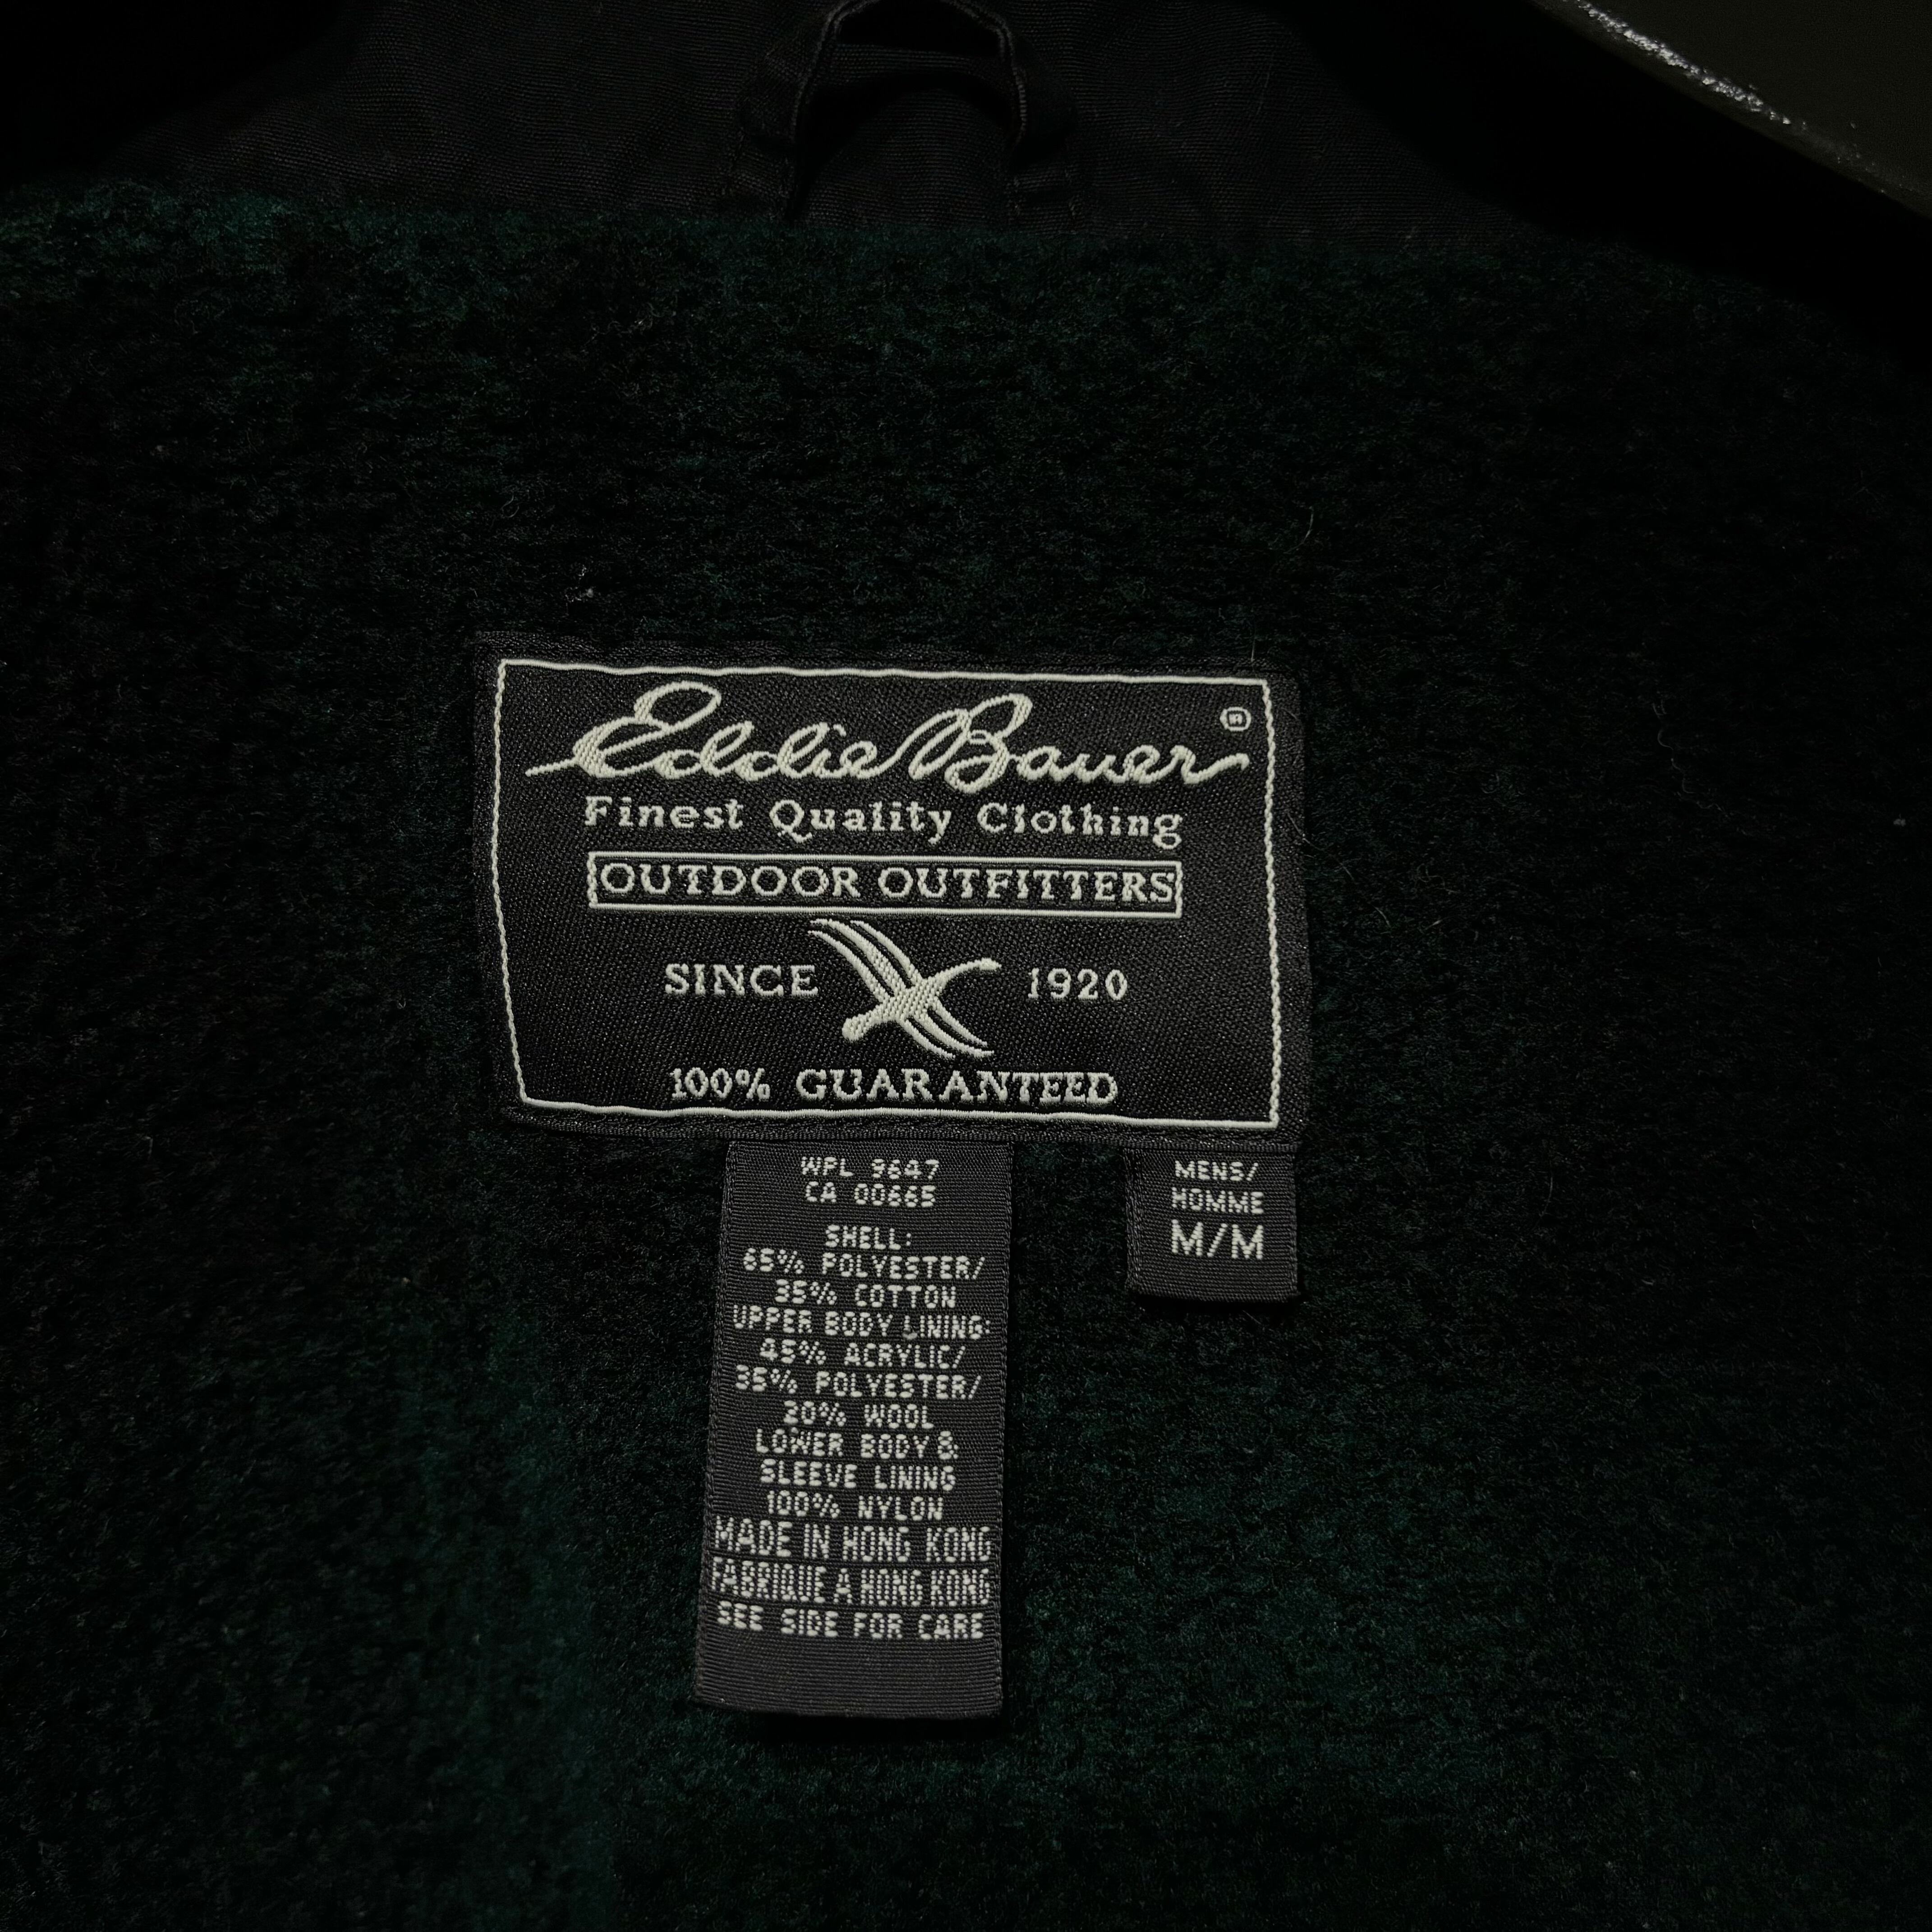 Eddie Bauer ®
Finest Quality Clothing
OUTDOOR OUTFITTERS
SINCE 1920
100% GUARANTEED
WPL 9647
CA 00665
SHELL:
65% POLYESTER/
35% COTTON
UPPER BODY LINING:
45% ACRYLIC/
35% POLYESTER/
20% WOOL
LOWER BODY &
SLEEVE LINING
100% NYLON
MADE IN HONG KONG
FABRIQUE A HONG KONG
SEE SIDE FOR CARE
MENS/
HOMME
M/M